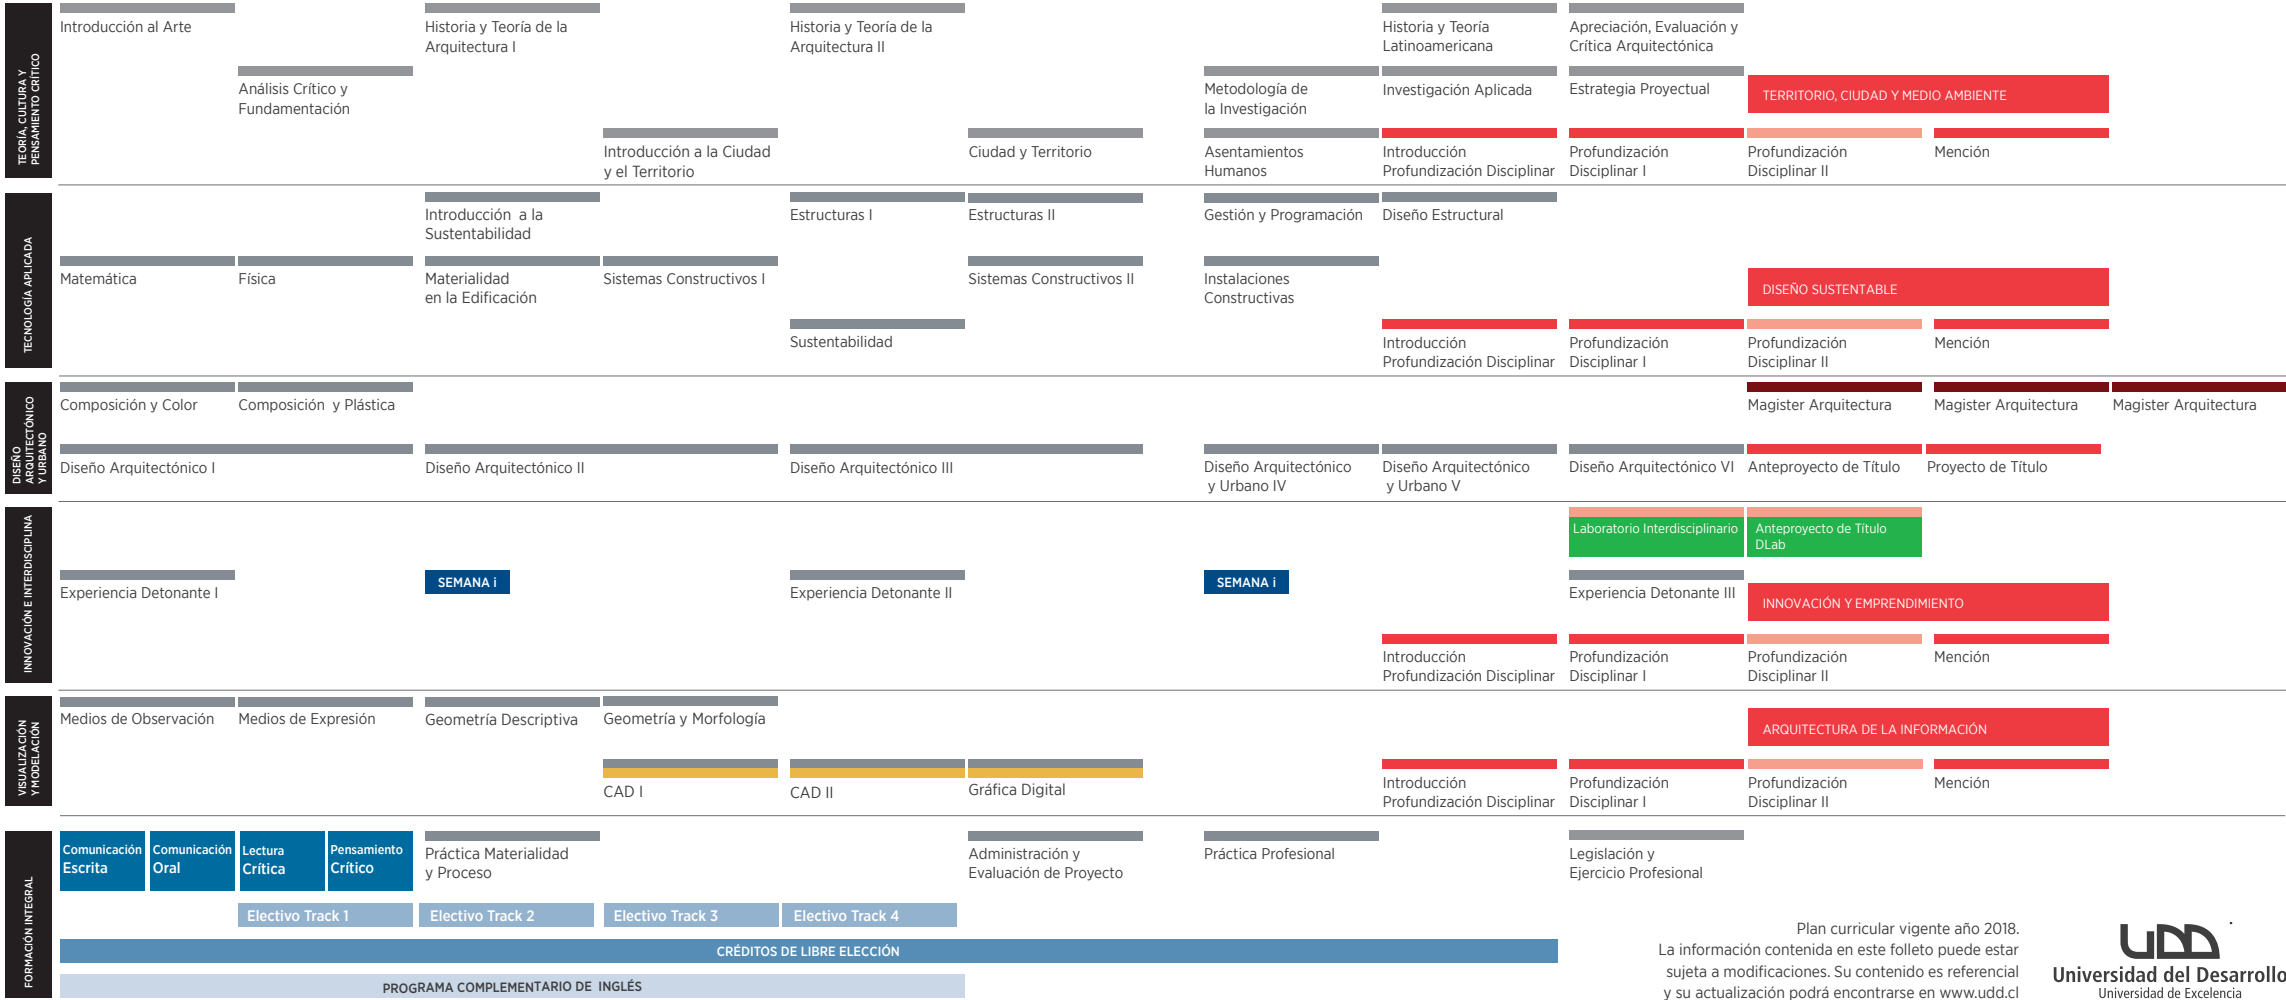 TEORÍA, CULTURA Y
PENSAMIENTO CRÍTICO
Introducción al Arte
Historia y Teoría de la
Arquitectura I
Historia y Teoría de la
Arquitectura II
Historia y Teoría
Latinoamericana
Apreciación, Evaluación y
Crítica Arquitectónica
Análisis Crítico y
Fundamentación
Metodología de
la Investigación
Investigación Aplicada
Estrategia Proyectual
TERRITORIO, CIUDAD Y MEDIO AMBIENTE
Introducción a la Ciudad
y el Territorio
Ciudad y Territorio
Asentamientos
Humanos
Introducción
Profundización Disciplinar
Profundización
Disciplinar I
Profundización
Disciplinar II
Mención
TECNOLOGÍA APLICADA
Introducción a la
Sustentabilidad
Estructuras I
Estructuras II
Gestión y Programación
Diseño Estructural
Matemática
Física
Materialidad
en la Edificación
Sistemas Constructivos I
Sistemas Constructivos II
Instalaciones
Constructivas
DISEÑO SUSTENTABLE
Sustentabilidad
Introducción
Profundización Disciplinar
Profundización
Disciplinar I
Profundización
Disciplinar II
Mención
DISEÑO
ARQUITECTÓNICO
Y URBANO
Composición y Color
Composición y Plástica
Magister Arquitectura
Magister Arquitectura
Magister Arquitectura
Diseño Arquitectónico I
Diseño Arquitectónico II
Diseño Arquitectónico III
Diseño Arquitectónico
y Urbano IV
Diseño Arquitectónico
y Urbano V
Diseño Arquitectónico VI
Anteproyecto de Título
Proyecto de Título
INNOVACIÓN E INTERDISCIPLINA
Laboratorio Interdisciplinario
Anteproyecto de Título
DLab
Experiencia Detonante I
SEMANA i
Experiencia Detonante II
SEMANA i
Experiencia Detonante III
INNOVACIÓN Y EMPRENDIMIENTO
Introducción
Profundización Disciplinar
Profundización
Disciplinar I
Profundización
Disciplinar II
Mención
VISUALIZACIÓN
Y MODELACIÓN
Medios de Observación
Medios de Expresión
Geometría Descriptiva
Geometría y Morfología
ARQUITECTURA DE LA INFORMACIÓN
CAD I
CAD II
Gráfica Digital
Introducción
Profundización Disciplinar
Profundización
Disciplinar I
Profundización
Disciplinar II
Mención
FORMACIÓN INTEGRAL
Comunicación
Escrita
Comunicación
Oral
Lectura
Crítica
Pensamiento
Crítico
Práctica Materialidad
y Proceso
Administración y
Evaluación de Proyecto
Práctica Profesional
Legislación y
Ejercicio Profesional
Electivo Track 1
Electivo Track 2
Electivo Track 3
Electivo Track 4
CRÉDITOS DE LIBRE ELECCIÓN
PROGRAMA COMPLEMENTARIO DE INGLÉS
Plan curricular vigente año 2018.
La información contenida en este folleto puede estar
sujeta a modificaciones. Su contenido es referencial
y su actualización podrá encontrarse en www.udd.cl
UDD
Universidad del Desarrollo
Universidad de Excelencia